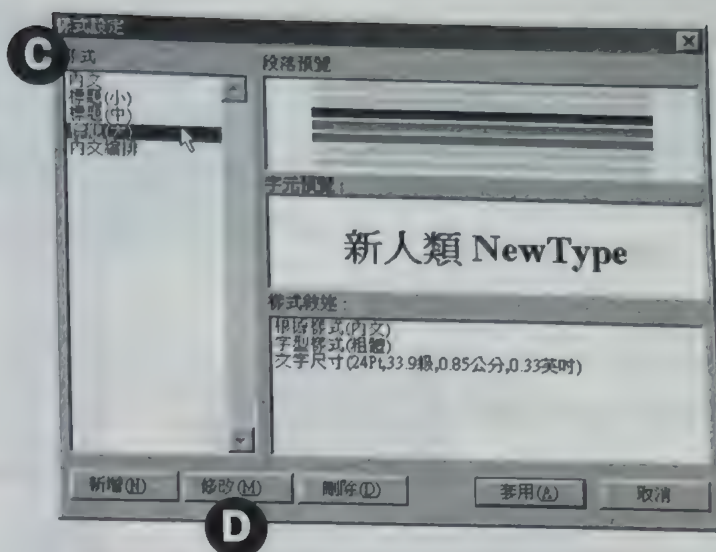 樣式設定
C
樣式
內文
標題(小)
標題(中)
標題(大)
內文編排
段落預覽
字元預覽:
新人類 NewType
樣式敘述:
根據樣式(內文)
字型樣式(粗體)
文字尺寸(24Pt,33.9級,0.85公分,0.33英吋)
新增(N)
修改(M)
刪除(D)
套用(A)
取消
D